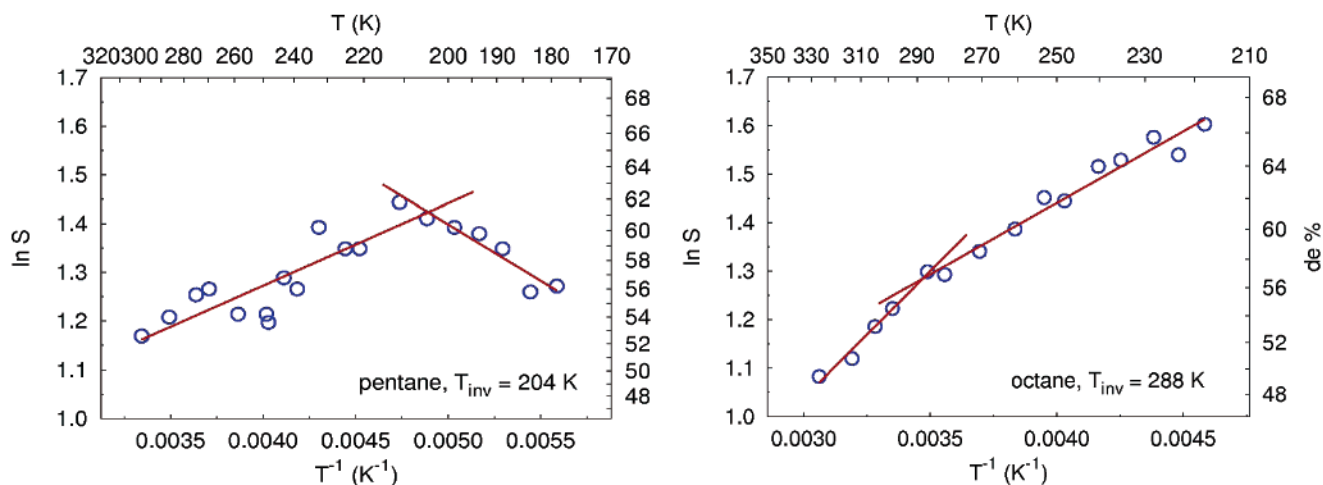 T (K)
320 300 280 260 240 220 200 190 180 170
1.7
1.6
1.5
1.4
1.3
1.2
1.1
1.0
ln S
68
66
64
62
60
58
56
54
52
50
48
pentane, Tinv = 204 K
0.0035 0.0040 0.0045 0.0050 0.0055
T-1 (K-1)
T (K)
350 330 310 290 270 250 230 210
1.7
1.6
1.5
1.4
1.3
1.2
1.1
1.0
ln S
68
64
60
56
52
48
de %
octane, Tinv = 288 K
0.0030 0.0035 0.0040 0.0045
T-1 (K-1)